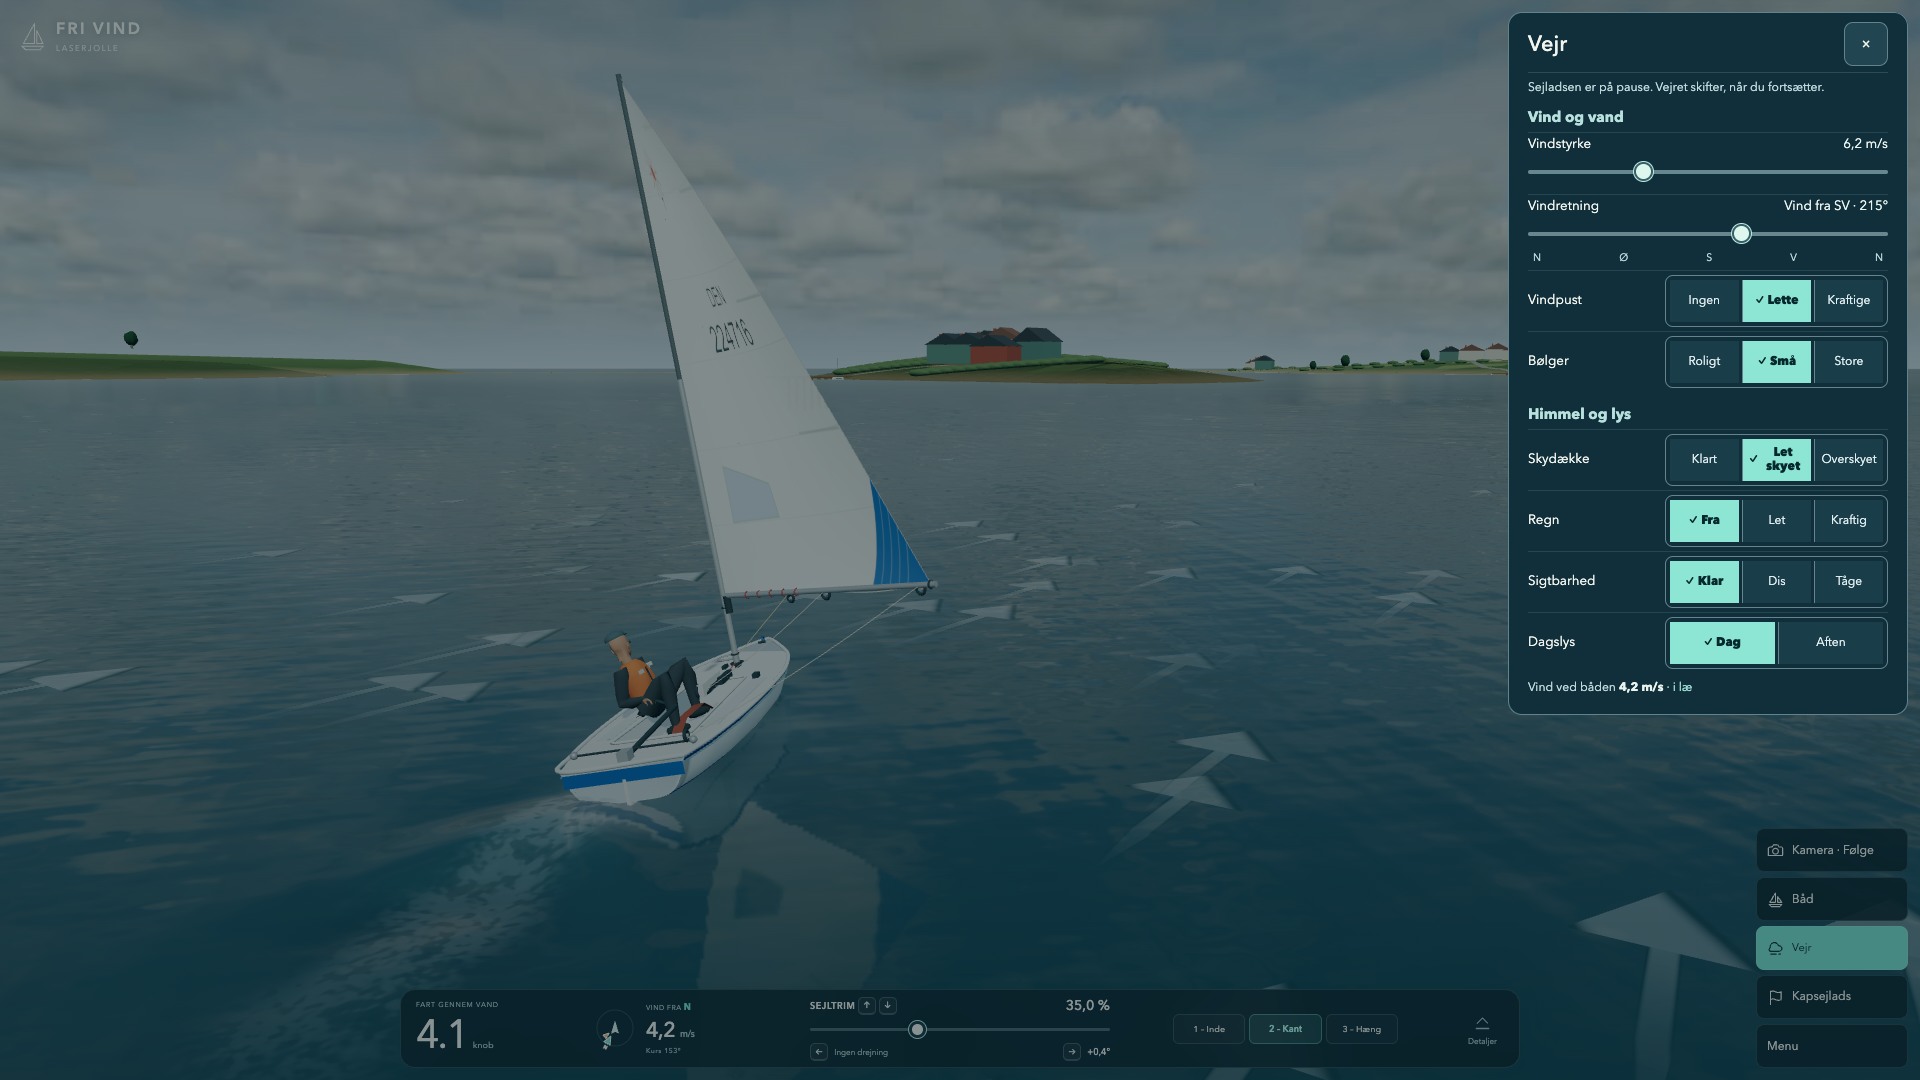 FRI VIND
LASERJOLLE
DEN
224716
Vejr
×
Sejladsen er på pause. Vejret skifter, når du fortsætter.
Vind og vand
Vindstyrke 6,2 m/s
Vindretning Vind fra SV · 215°
N Ø S V N
Vindpust Ingen ✓ Lette Kraftige
Bølger Roligt ✓ Små Store
Himmel og lys
Skydække Klart ✓ Let skyet Overskyet
Regn ✓ Fra Let Kraftig
Sigtbarhed ✓ Klar Dis Tåge
Dagslys ✓ Dag Aften
Vind ved båden 4,2 m/s · i læ
Kamera · Følge
Båd
Vejr
Kapsejlads
Menu
FART GENNEM VAND
4.1 knob
VIND FRA N
4,2 m/s
Kurs 153°
SEJLTRIM ↑ ↓ 35,0 %
← Ingen drejning → +0,4°
1 – Inde 2 – Kant 3 – Hæng
Detaljer